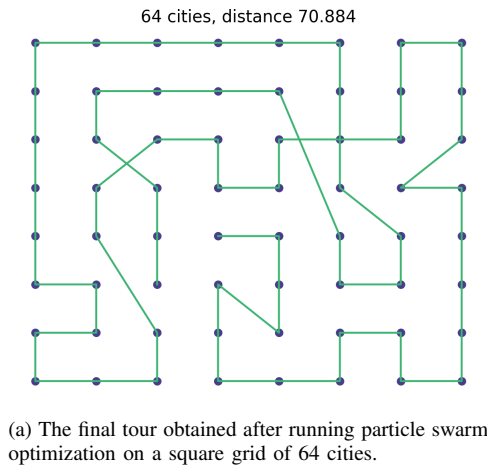 64 cities, distance 70.884
(a) The final tour obtained after running particle swarm
optimization on a square grid of 64 cities.